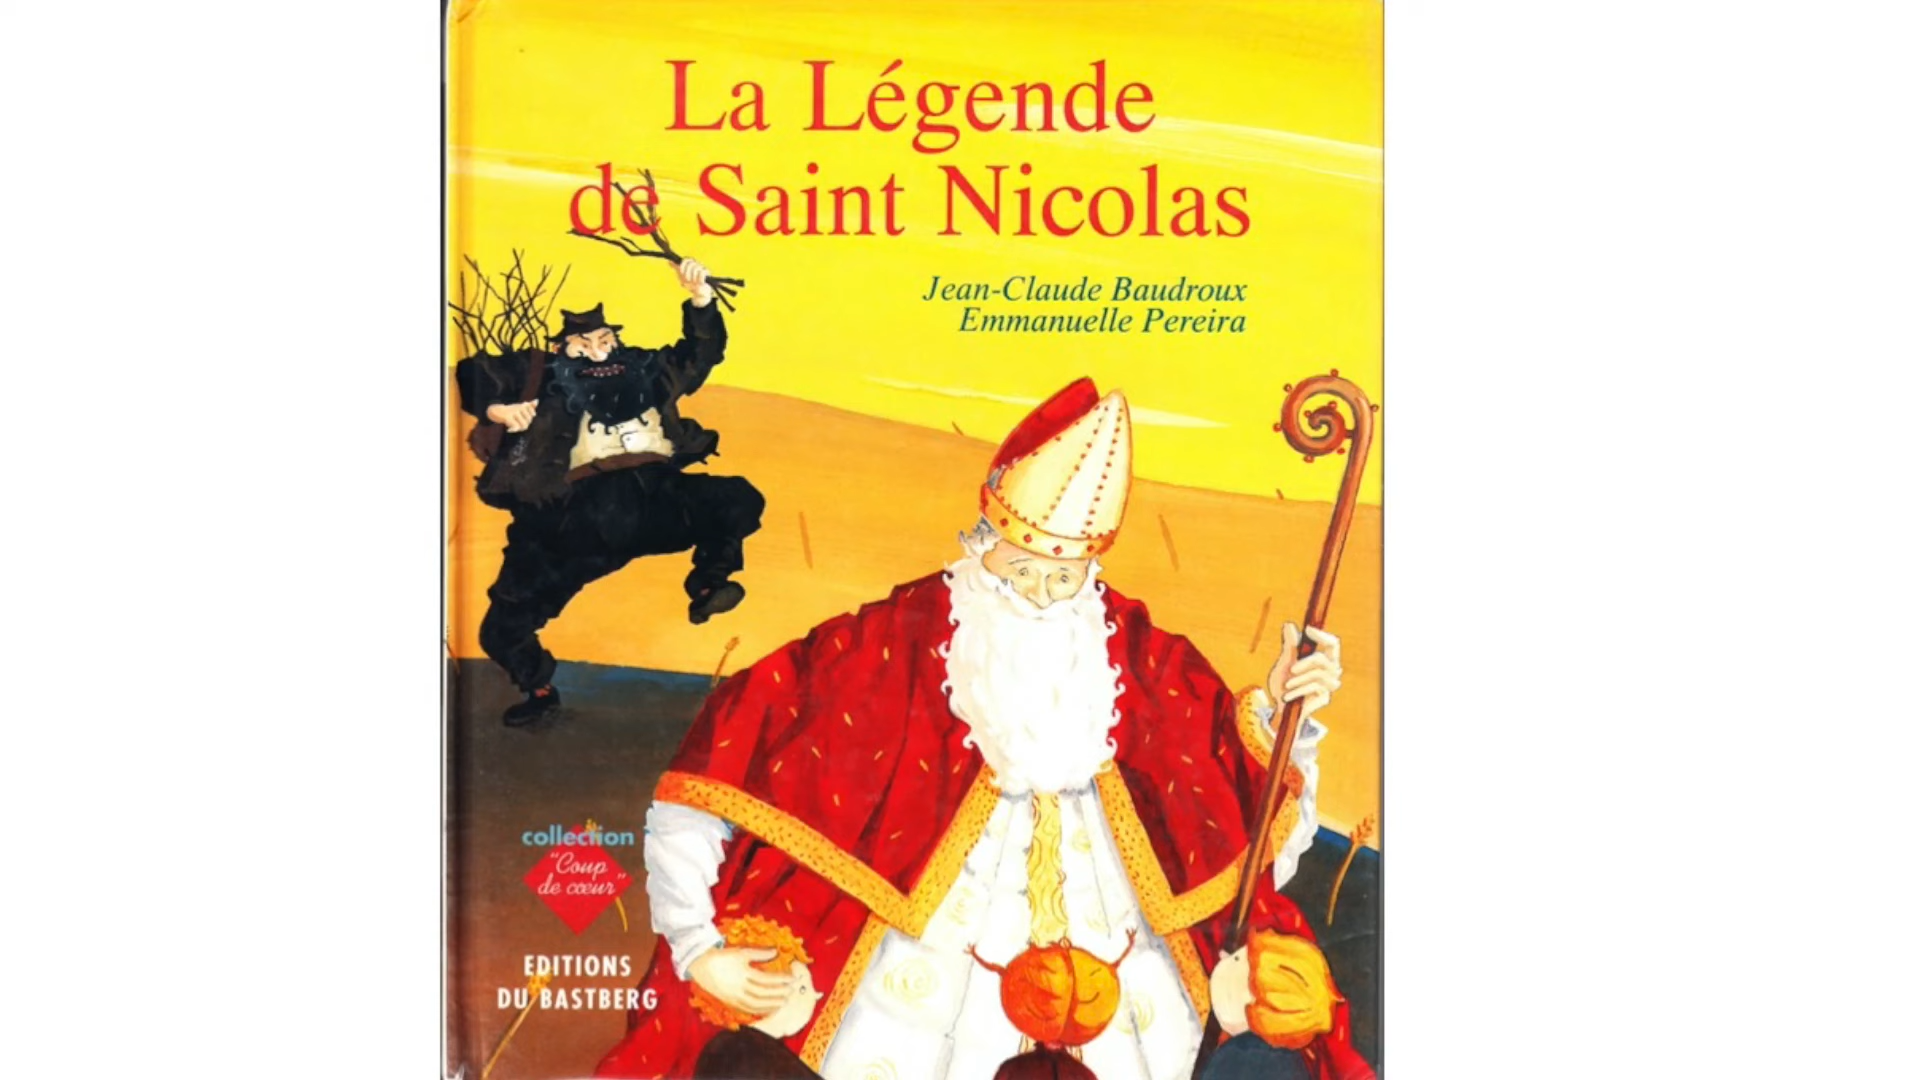 La Légende
de Saint Nicolas
Jean-Claude Baudroux
Emmanuelle Pereira
collection
"Coup
de cœur"
EDITIONS
DU BASTBERG